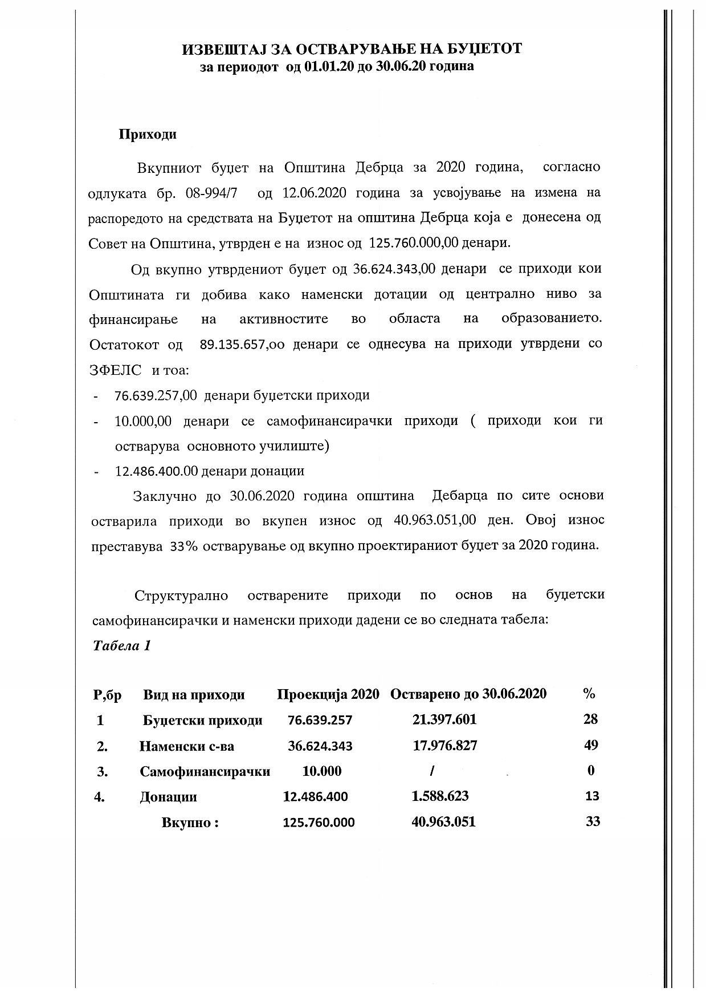 ИЗВЕШТАЈ ЗА ОСТВАРУВАЊЕ НА БУЏЕТОТ
за периодот од 01.01.20 до 30.06.20 година
Приходи
Вкупниот буџет на Општина Дебрца за 2020 година, согласно
одлуката бр. 08-994/7 од 12.06.2020 година за усвојување на измена на
распоредото на средствата на Буџетот на општина Дебрца која е донесена од
Совет на Општина, утврден е на износ од 125.760.000,00 денари.
Од вкупно утврдениот буџет од 36.624.343,00 денари се приходи кои
Општината ги добива како наменски дотации од централно ниво за
финансирање на активностите во областа на образованието.
Остатокот од 89.135.657,оо денари се однесува на приходи утврдени со
ЗФЕЛС и тоа:
- 76.639.257,00 денари буџетски приходи
- 10.000,00 денари се самофинансирачки приходи ( приходи кои ги
остварува основното училиште)
- 12.486.400.00 денари донации
Заклучно до 30.06.2020 година општина Дебарца по сите основи
остварила приходи во вкупен износ од 40.963.051,00 ден. Овој износ
преставува 33% остварување од вкупно проектираниот буџет за 2020 година.
Структурално остварените приходи по основ на буџетски
самофинансирачки и наменски приходи дадени се во следната табела:
Табела 1
Р,бр Вид на приходи Проекција 2020 Остварено до 30.06.2020 %
1 Буџетски приходи 76.639.257 21.397.601 28
2. Наменски с-ва 36.624.343 17.976.827 49
3. Самофинансирачки 10.000 / 0
4. Донации 12.486.400 1.588.623 13
Вкупно : 125.760.000 40.963.051 33